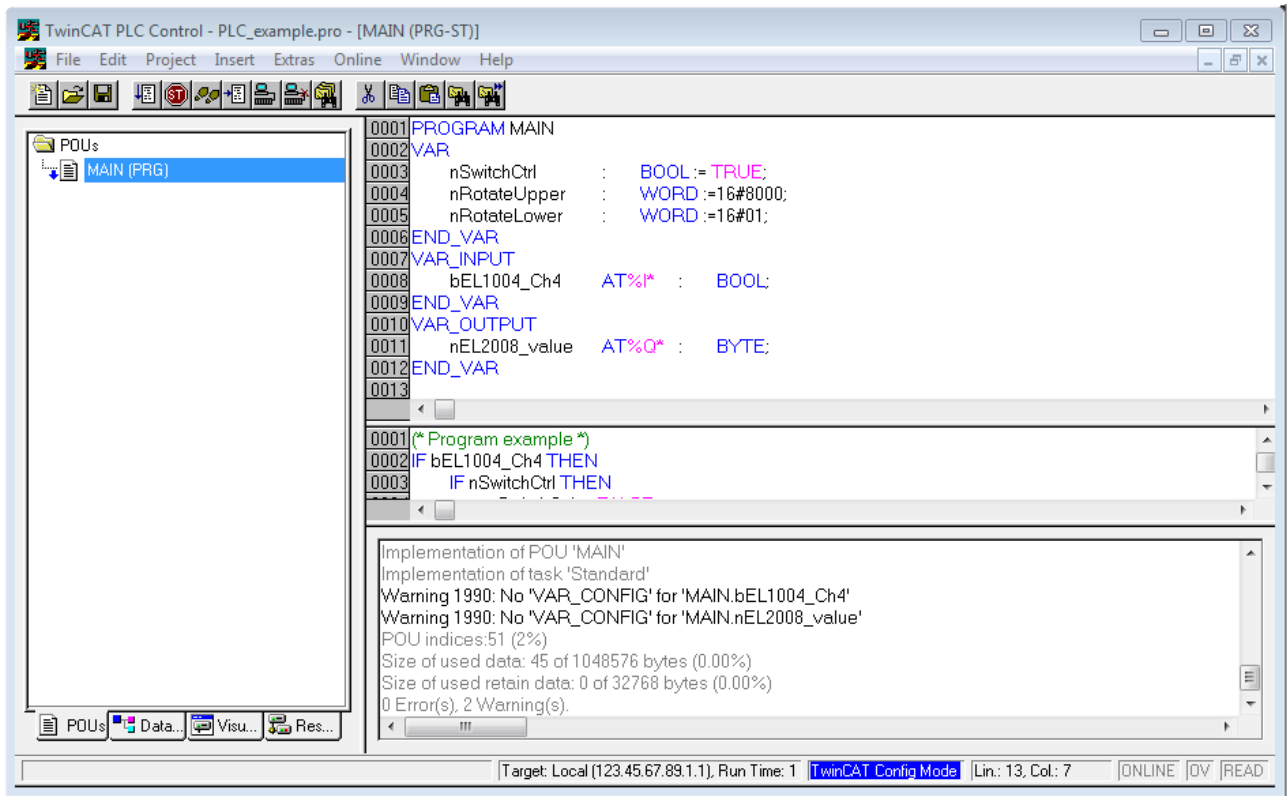 TwinCAT PLC Control - PLC_example.pro - [MAIN (PRG-ST)]
File Edit Project Insert Extras Online Window Help
POUs
MAIN (PRG)
0001 PROGRAM MAIN
0002 VAR
0003 nSwitchCtrl : BOOL := TRUE;
0004 nRotateUpper : WORD :=16#8000;
0005 nRotateLower : WORD :=16#01;
0006 END_VAR
0007 VAR_INPUT
0008 bEL1004_Ch4 AT%I* : BOOL;
0009 END_VAR
0010 VAR_OUTPUT
0011 nEL2008_value AT%Q* : BYTE;
0012 END_VAR
0013
0001 (* Program example *)
0002 IF bEL1004_Ch4 THEN
0003 IF nSwitchCtrl THEN
Implementation of POU 'MAIN'
Implementation of task 'Standard'
Warning 1990: No 'VAR_CONFIG' for 'MAIN.bEL1004_Ch4'
Warning 1990: No 'VAR_CONFIG' for 'MAIN.nEL2008_value'
POU indices:51 (2%)
Size of used data: 45 of 1048576 bytes (0.00%)
Size of used retain data: 0 of 32768 bytes (0.00%)
0 Error(s), 2 Warning(s).
POUs Data... Visu... Res...
Target: Local (123.45.67.89.1.1), Run Time: 1 TwinCAT Config Mode Lin.: 13, Col.: 7 ONLINE OV READ